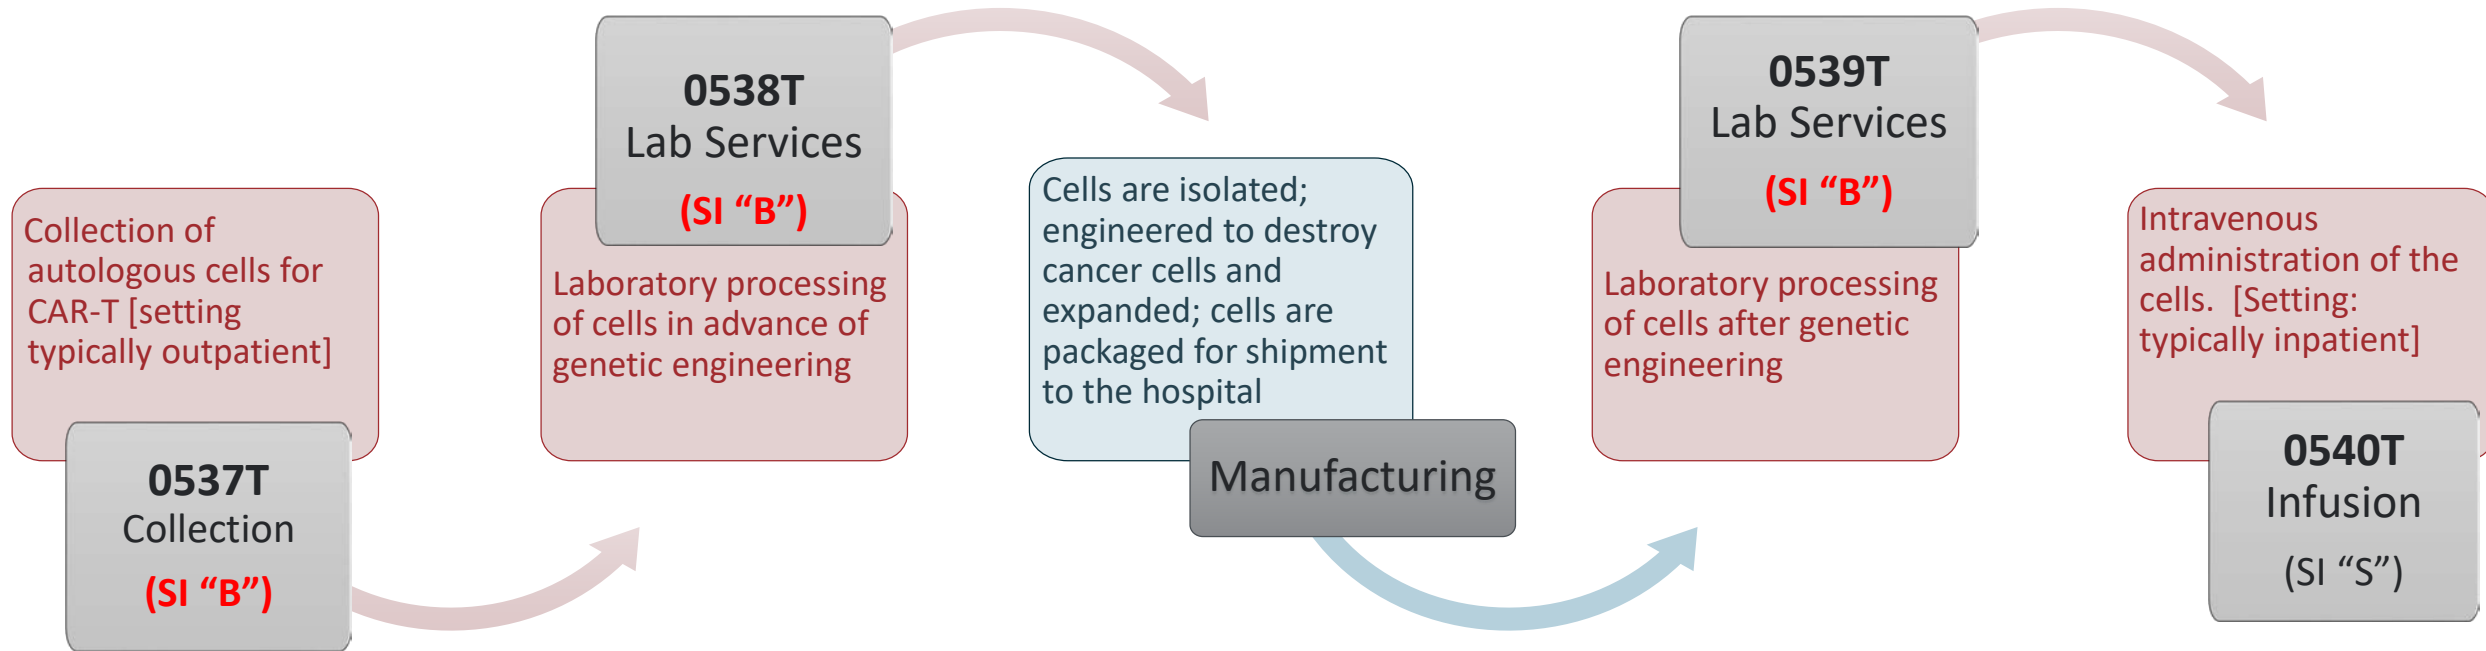 Collection of
autologous cells for
CAR-T [setting
typically outpatient]
0537T
Collection
(SI “B”)
0538T
Lab Services
(SI “B”)
Laboratory processing
of cells in advance of
genetic engineering
Cells are isolated;
engineered to destroy
cancer cells and
expanded; cells are
packaged for shipment
to the hospital
Manufacturing
0539T
Lab Services
(SI “B”)
Laboratory processing
of cells after genetic
engineering
Intravenous
administration of the
cells. [Setting:
typically inpatient]
0540T
Infusion
(SI “S”)